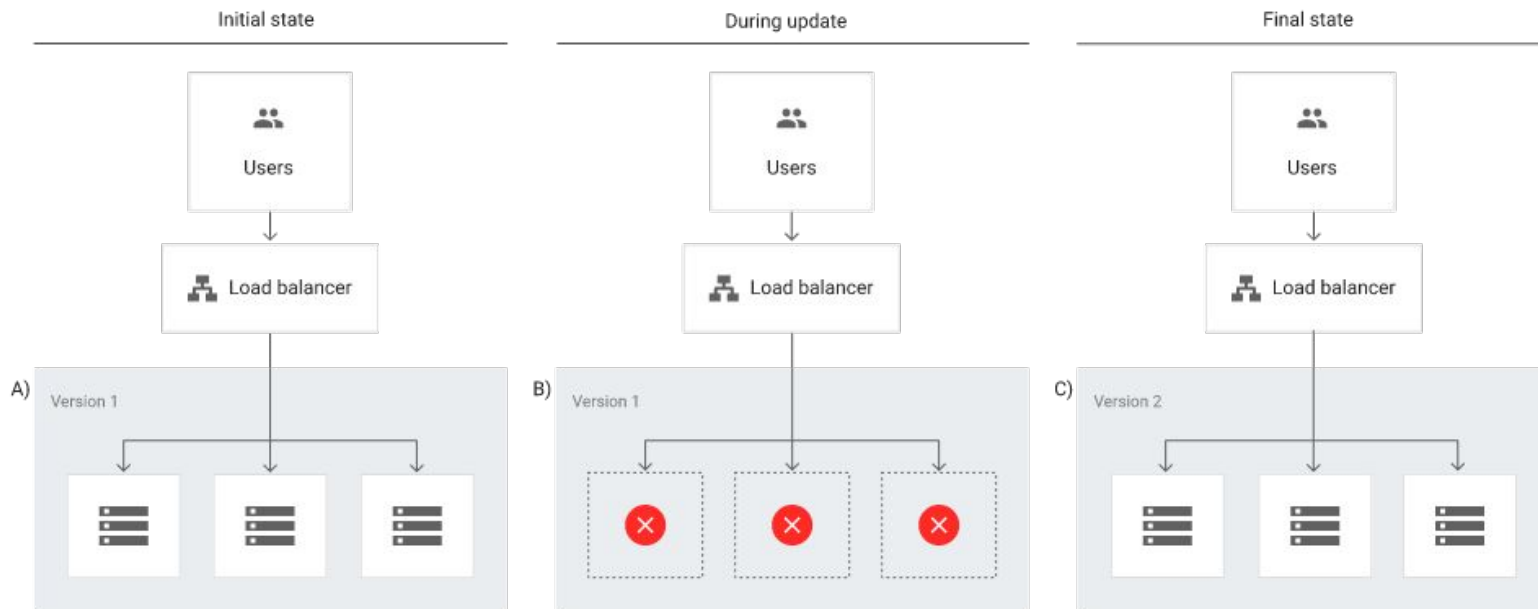 Initial state
During update
Final state
Users
Users
Users
Load balancer
Load balancer
Load balancer
A)
Version 1
B)
Version 1
C)
Version 2